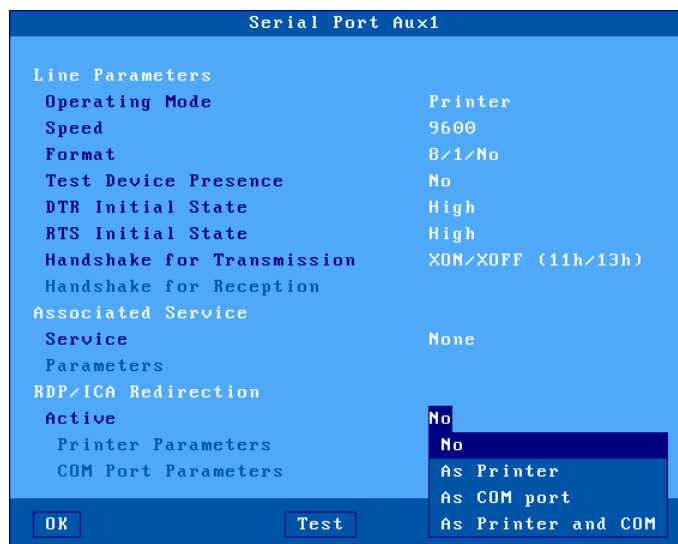 Serial Port Aux1
Line Parameters
Operating Mode Printer
Speed 9600
Format 8/1/No
Test Device Presence No
DTR Initial State High
RTS Initial State High
Handshake for Transmission XON/XOFF (11h/13h)
Handshake for Reception
Associated Service
Service None
Parameters
RDP/ICA Redirection
Active No
Printer Parameters No
COM Port Parameters As Printer
As COM port
OK Test As Printer and COM